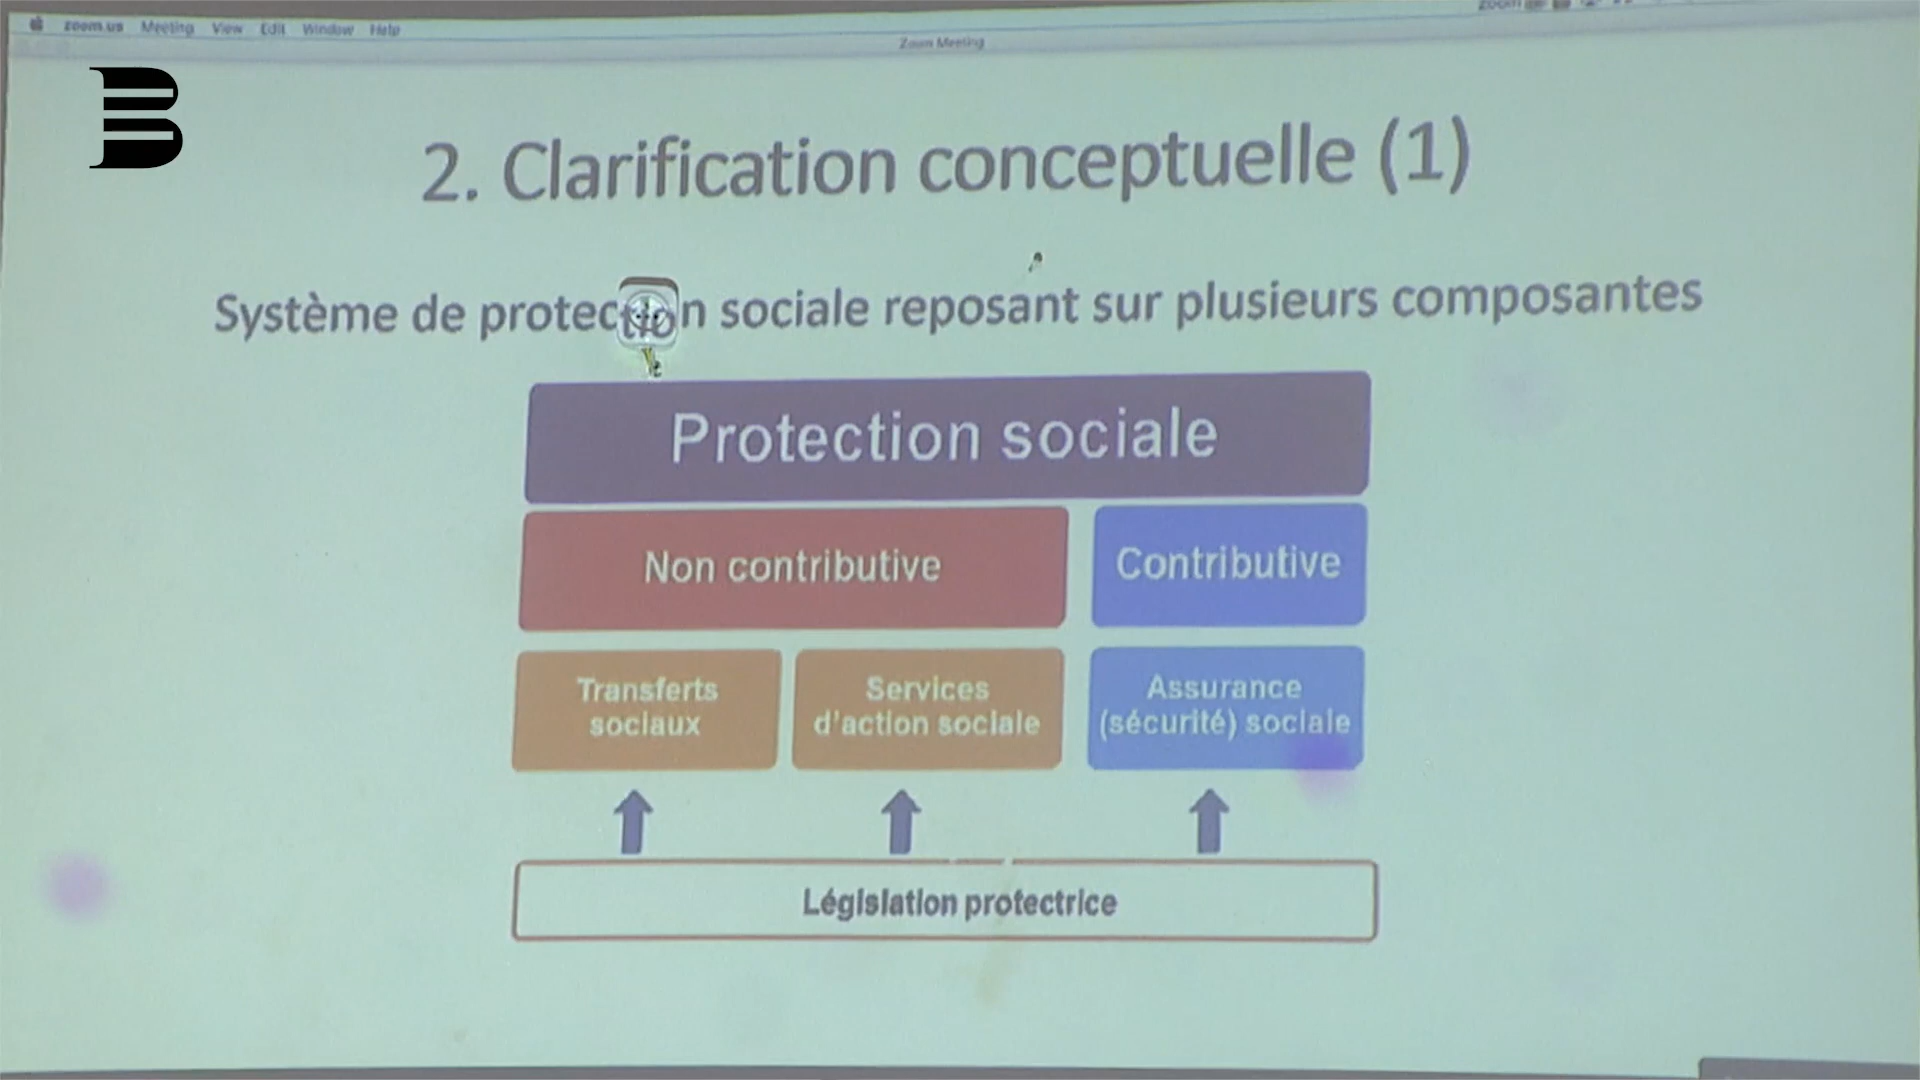 zoom.us Meeting View Edit Window Help
zoom
Zoom Meeting
B
2. Clarification conceptuelle (1)
Système de protection sociale reposant sur plusieurs composantes
Protection sociale
Non contributive
Contributive
Transferts
sociaux
Services
d'action sociale
Assurance
(sécurité) sociale
Législation protectrice